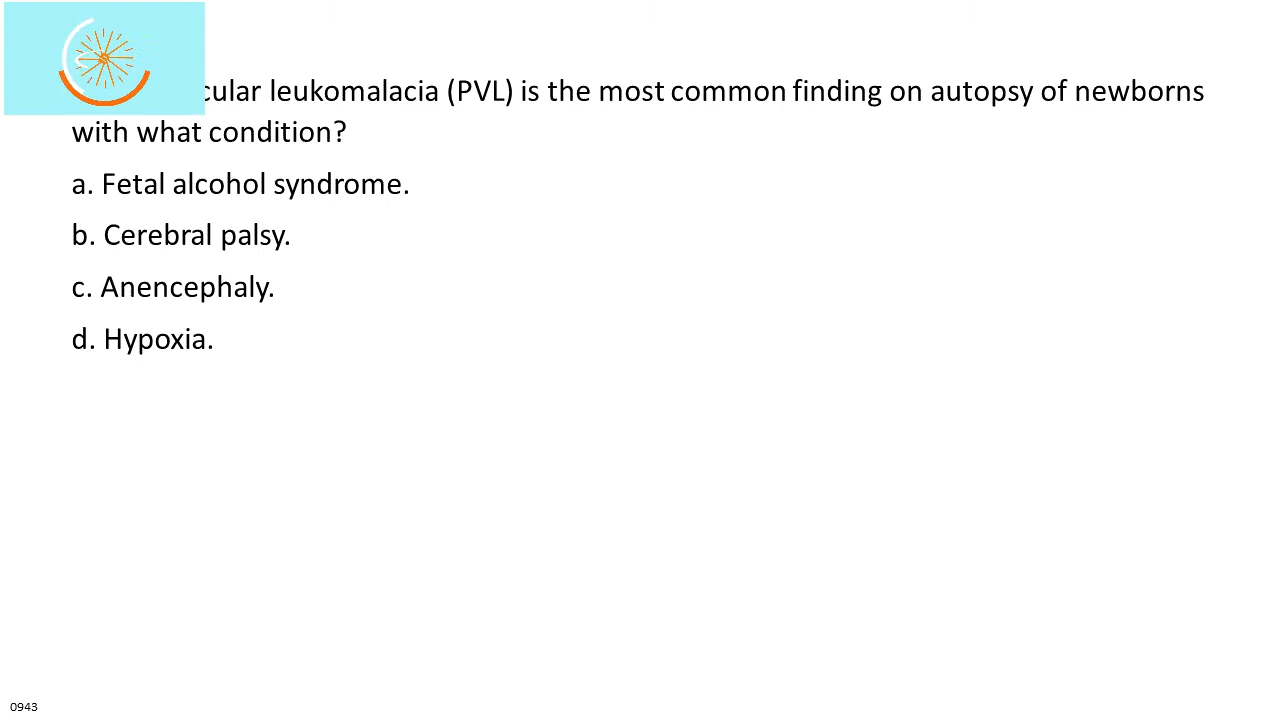 cular leukomalacia (PVL) is the most common finding on autopsy of newborns
with what condition?
a. Fetal alcohol syndrome.
b. Cerebral palsy.
c. Anencephaly.
d. Hypoxia.
0943